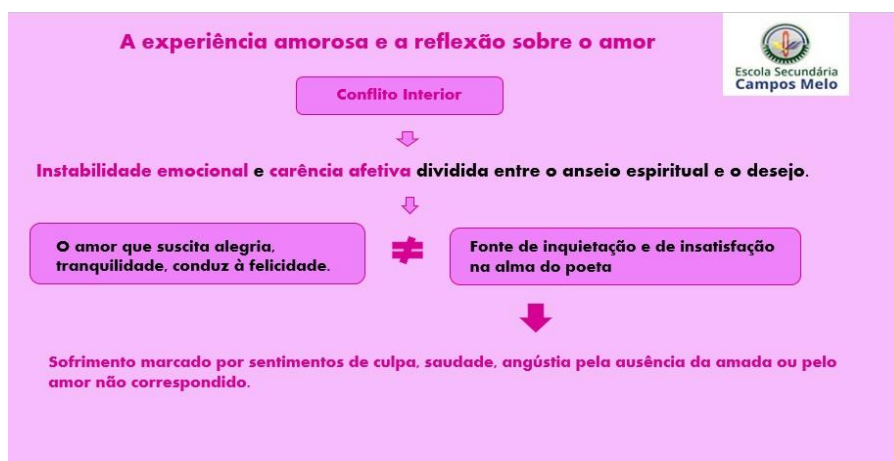 A experiência amorosa e a reflexão sobre o amor
Escola Secundária
Campos Melo
Conflito Interior
Instabilidade emocional e carência afetiva dividida entre o anseio espiritual e o desejo.
O amor que suscita alegria,
tranquilidade, conduz à felicidade.
≠
Fonte de inquietação e de insatisfação
na alma do poeta
Sofrimento marcado por sentimentos de culpa, saudade, angústia pela ausência da amada ou pelo
amor não correspondido.